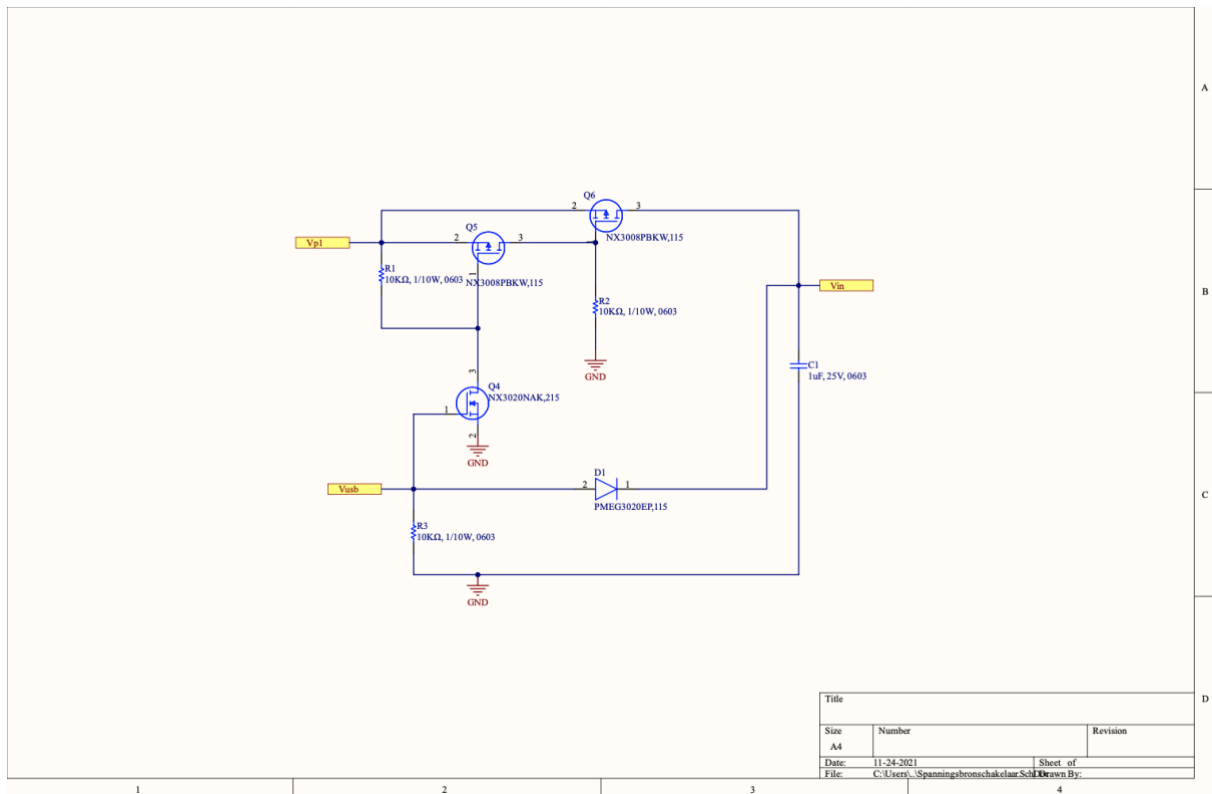 A
Q6
2
3
Q5
NX3008PBKW,115
Vp1
2
3
R1
10KΩ, 1/10W, 0603
1
NX3008PBKW,115
Vin
B
R2
10KΩ, 1/10W, 0603
GND
C1
1uF, 25V, 0603
3
Q4
NX3020NAK,215
1
2
GND
D1
Vusb
2
1
C
PMEG3020EP,115
R3
10KΩ, 1/10W, 0603
GND
Title
D
Size
Number
Revision
A4
Date:
11-24-2021
Sheet of
File:
C:\Users\..\Spanningsbronschakelaar.SchDoc
Drawn By:
1
2
3
4